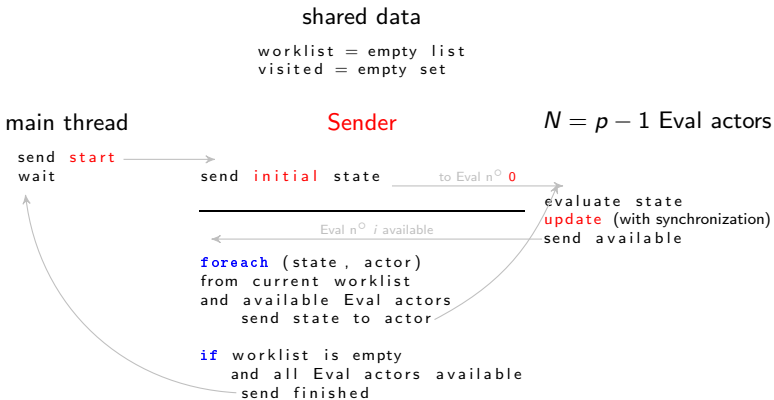 shared data
worklist = empty list
visited = empty set
main thread
send start
wait
Sender
send initial state
to Eval n° 0
Eval n° i available
foreach (state, actor)
from current worklist
and available Eval actors
send state to actor
if worklist is empty
and all Eval actors available
send finished
N = p − 1 Eval actors
evaluate state
update (with synchronization)
send available